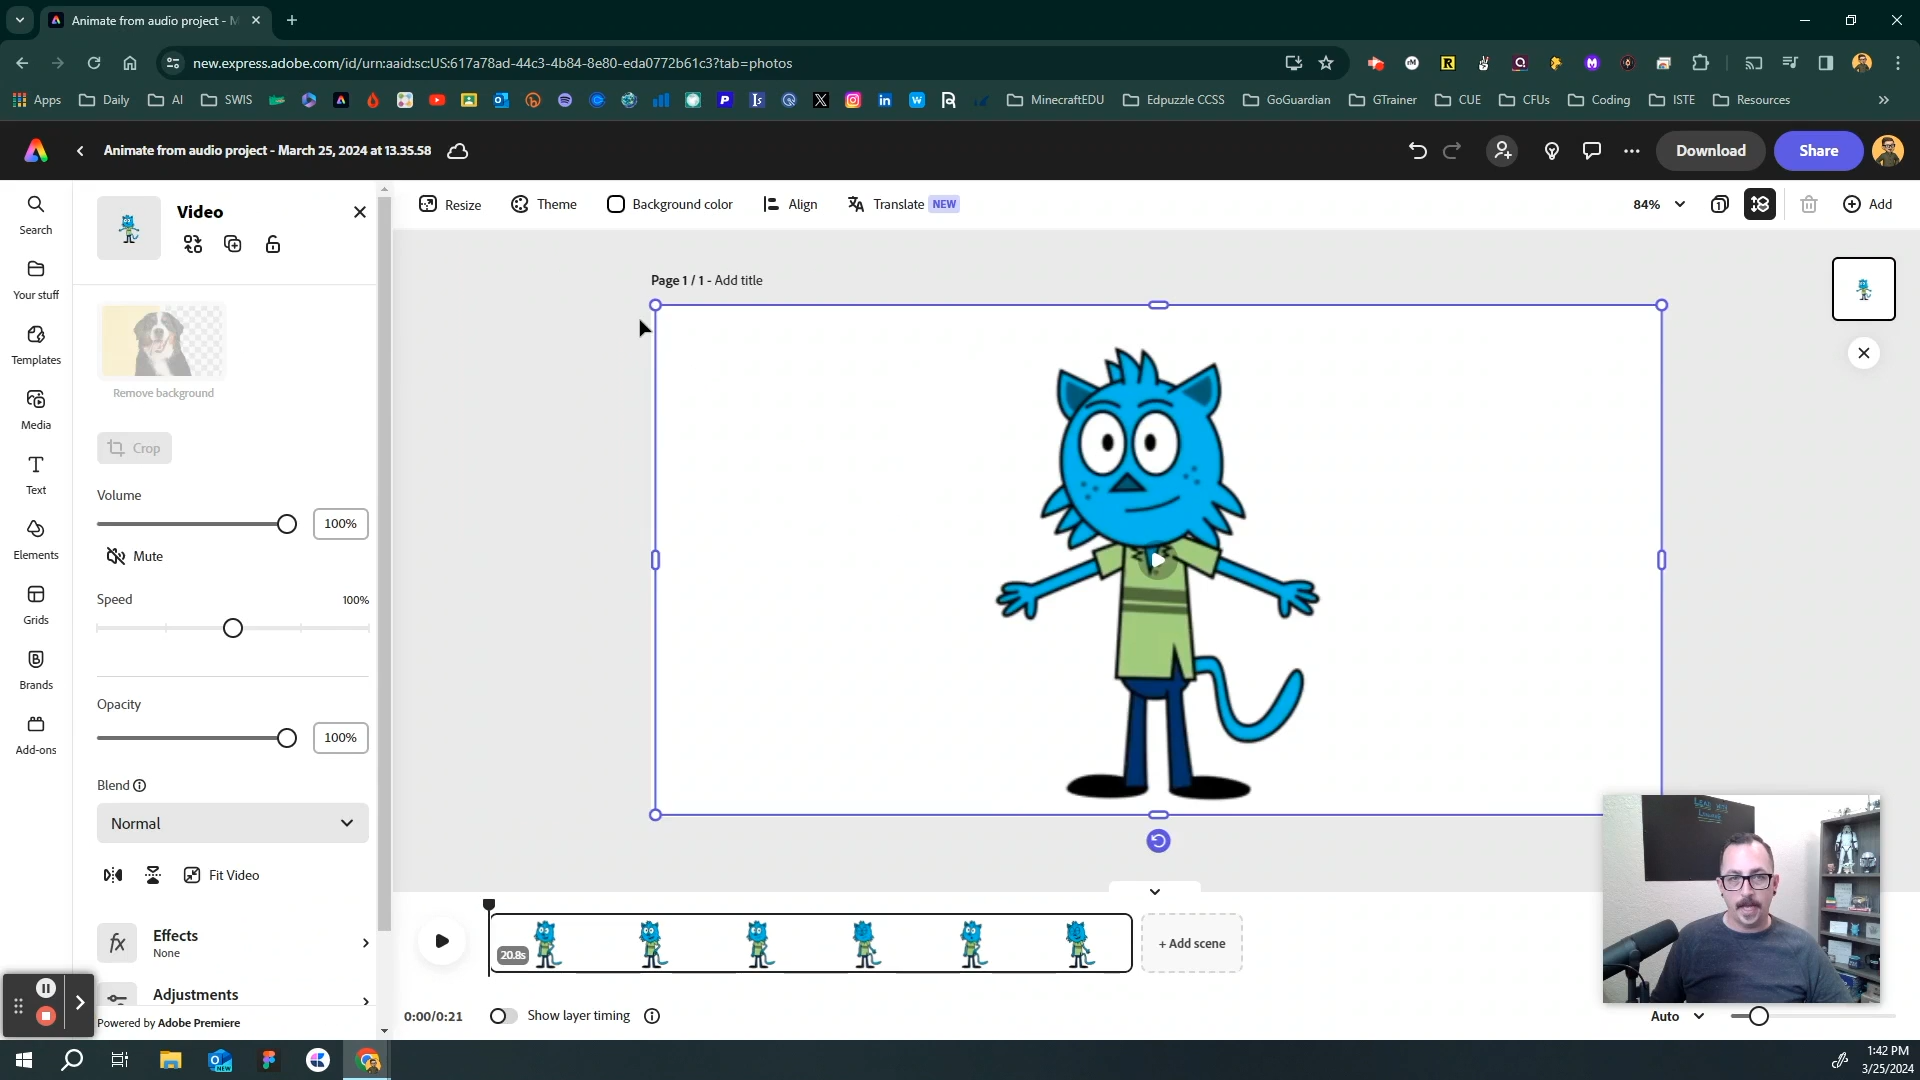 Animate from audio project - M
new.express.adobe.com/id/urn:aaid:sc:US:617a78ad-44c3-4b84-8e80-eda0772b61c3?tab=photos
Apps
Daily
AI
SWIS
MinecraftEDU
Edpuzzle CCSS
GoGuardian
GTrainer
CUE
CFUs
Coding
ISTE
Resources
Animate from audio project - March 25, 2024 at 13.35.58
Download
Share
Search
Your stuff
Templates
Media
Text
Elements
Grids
Brands
Add-ons
Video
Remove background
Crop
Volume
100%
Mute
Speed
100%
Opacity
100%
Blend
Normal
Fit Video
Effects
None
Adjustments
Powered by Adobe Premiere
Resize
Theme
Background color
Align
Translate NEW
84%
Add
Page 1 / 1 - Add title
LEAD WITH
20.8s
+ Add scene
0:00/0:21
Show layer timing
Auto
1:42 PM
3/25/2024